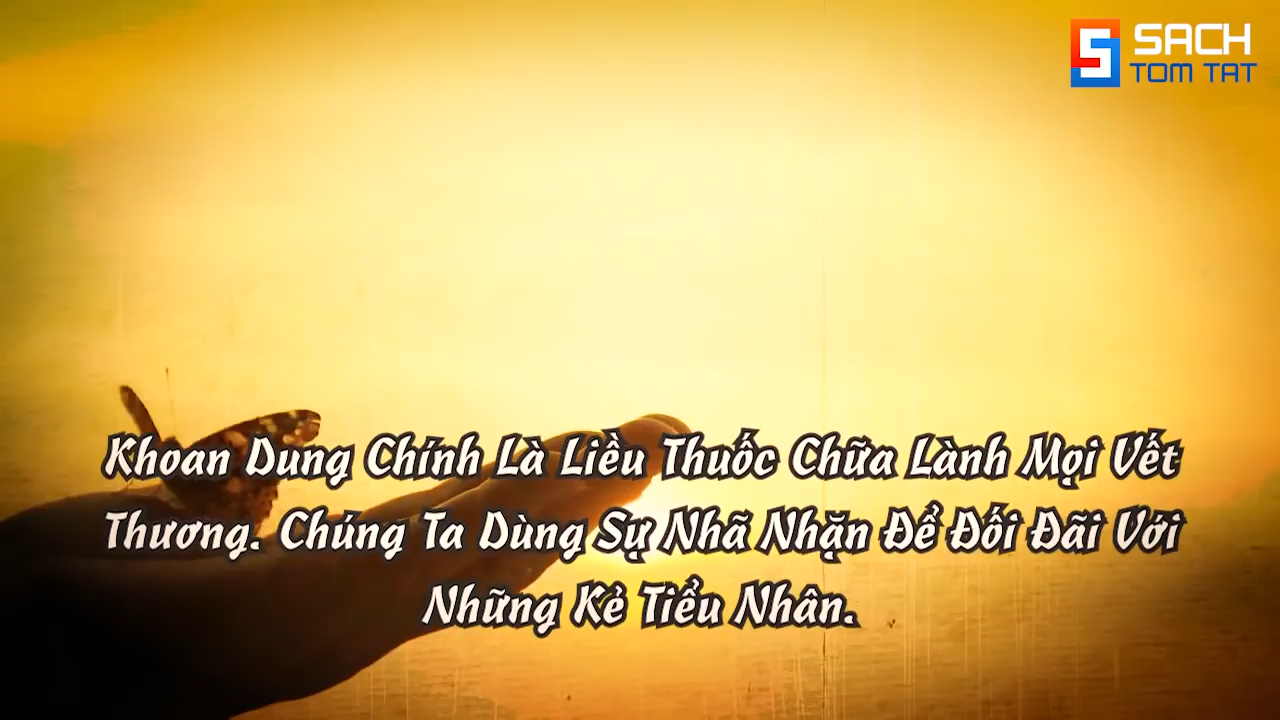 SACH
TOM TAT
Khoan Dung Chính Là Liều Thuốc Chữa Lành Mọi Vết
Thương. Chúng Ta Dùng Sự Nhã Nhặn Để Đối Đãi Với
Những Kẻ Tiểu Nhân.